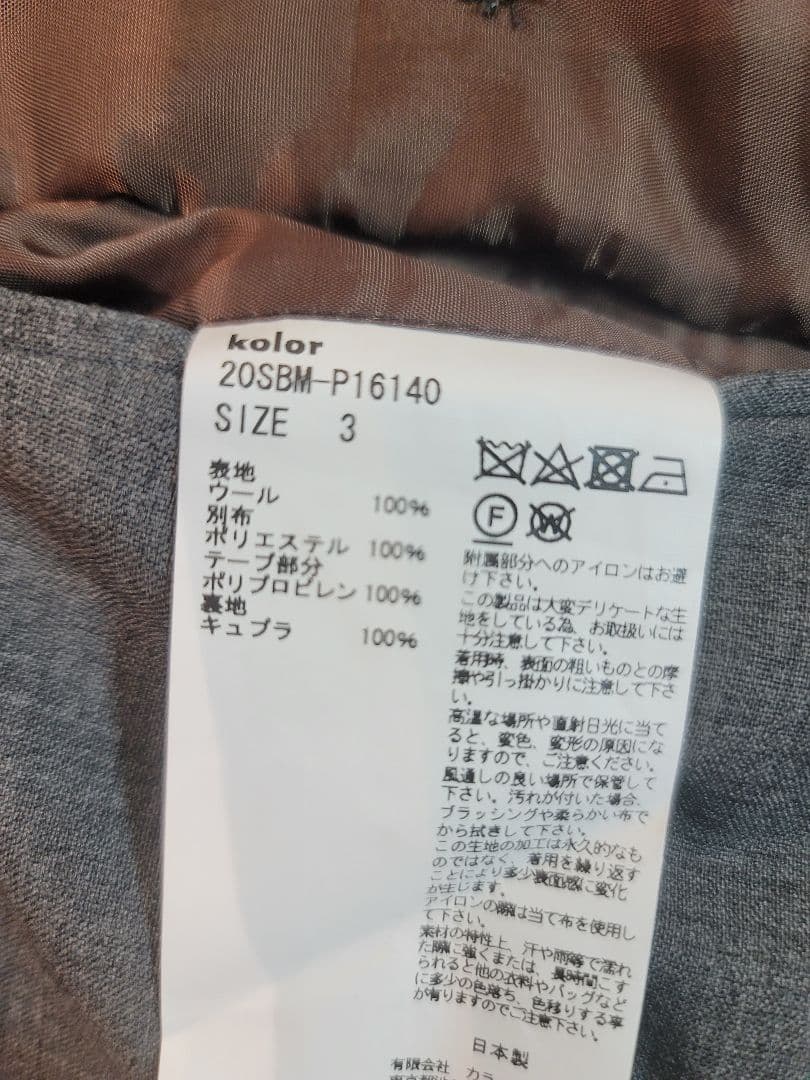 kolor
20SBM-P16140
SIZE 3
表地
ウール 100%
別布
ポリエステル 100%
テープ部分
ポリプロピレン 100%
裏地
キュプラ 100%
F
W
附属部分へのアイロンはお避
け下さい。
この製品は大変デリケートな生
地をしている為、お取扱いには
十分注意して下さい。
着用時、表面の粗いものとの摩
擦や引っ掛かりに注意して下さ
い。
高温な場所や直射日光に当て
ると、変色、変形の原因にな
りますので、ご注意ください。
風通しの良い場所で保管して
下さい。汚れが付いた場合、
ブラッシングや柔らかい布で
から拭きして下さい。
この生地の加工は永久的なも
のではなく、着用を繰り返す
ことにより多少表面感に変化
が生じます。
アイロンの際は当て布を使用し
て下さい。
素材の特性上、汗や雨等で濡れ
た際に強くまたは、長時間こす
られると他の衣料やバッグなど
に多少の色落ち、色移りする事
が有りますのでご注意下さい。
日本製
有限会社 カラー